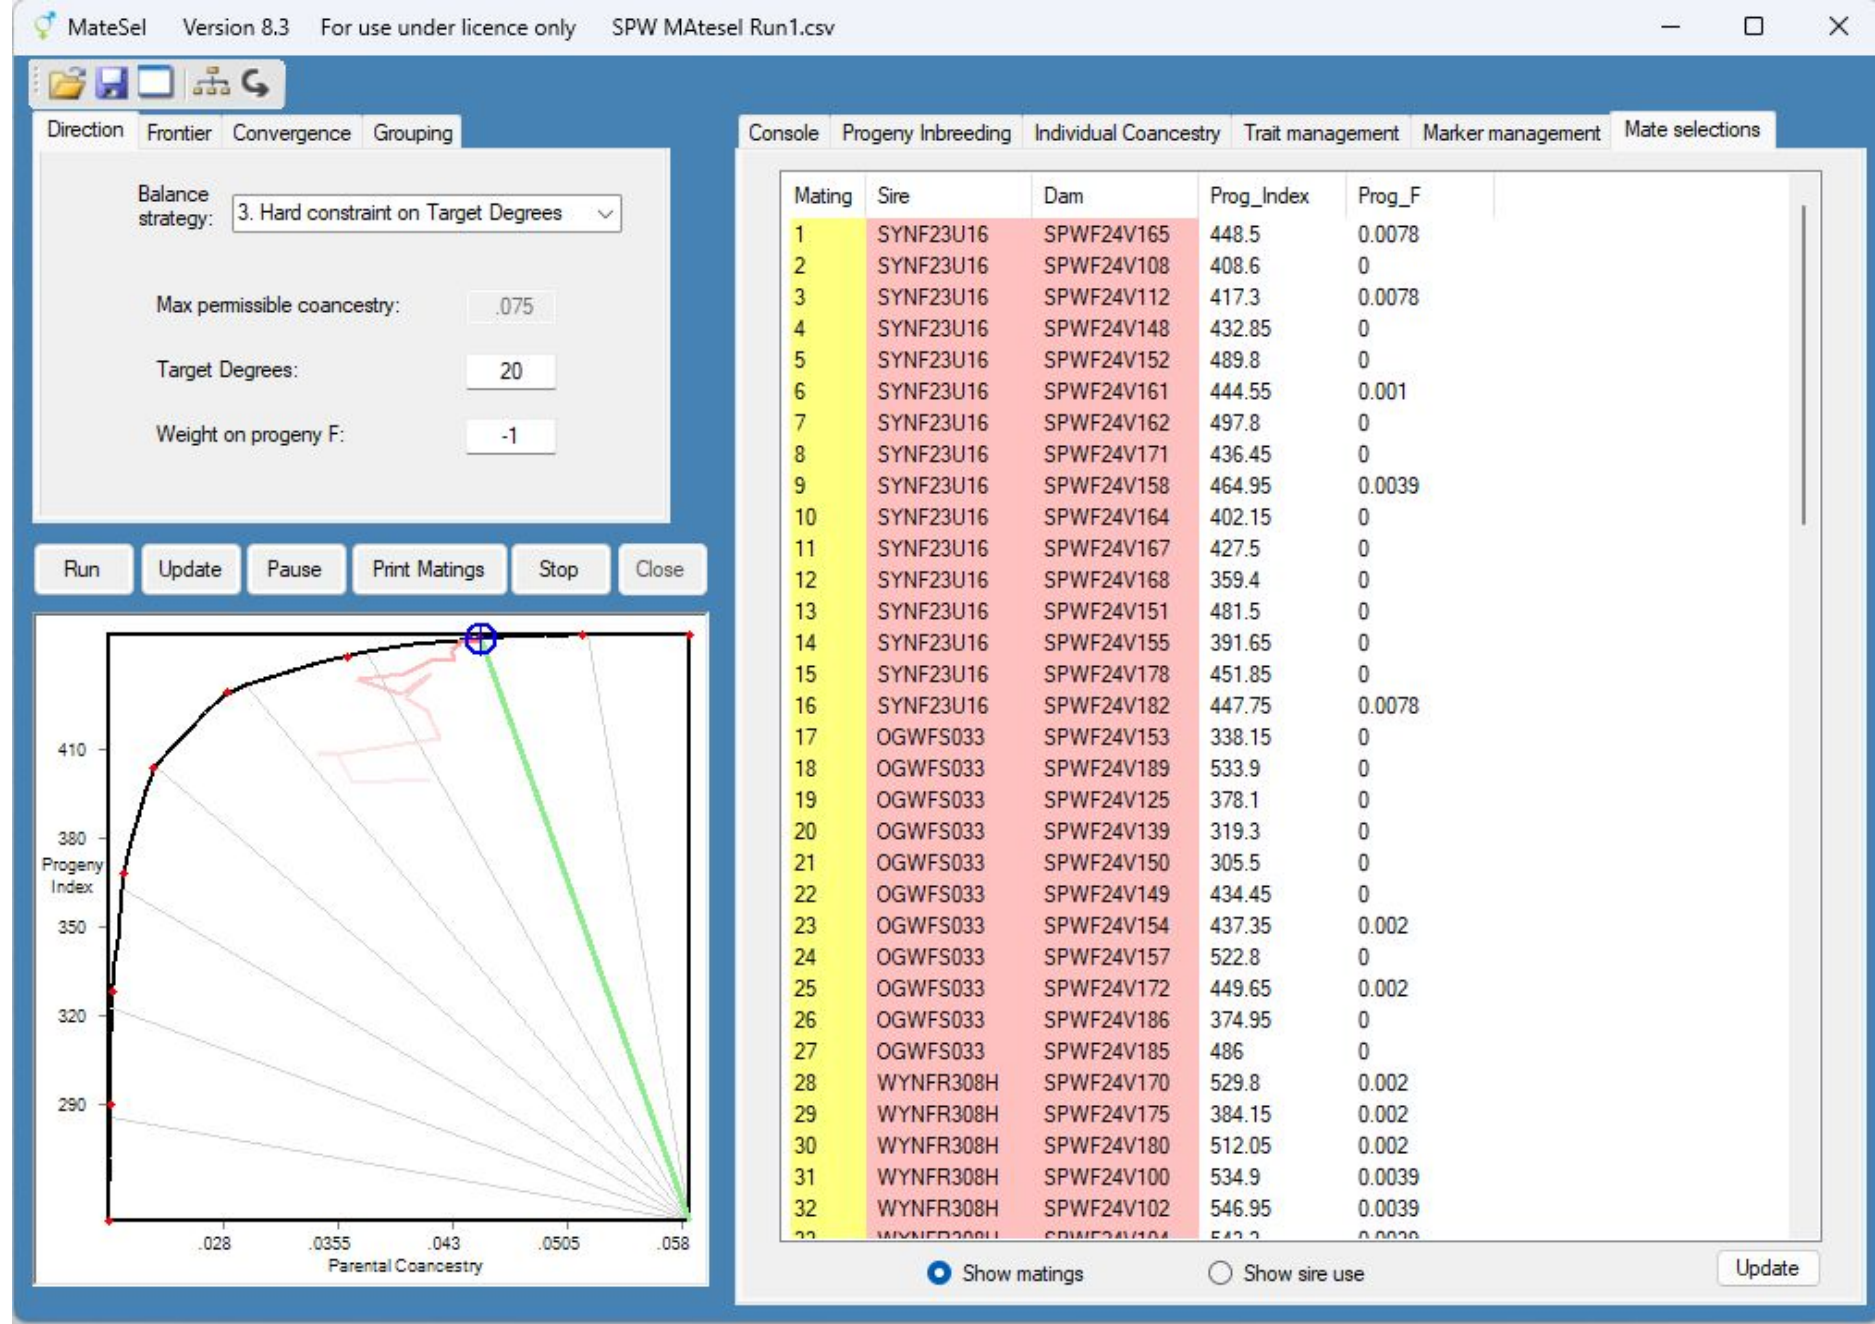 MateSel Version 8.3 For use under licence only SPW MAtesel Run1.csv
Direction Frontier Convergence Grouping
Balance strategy: 3. Hard constraint on Target Degrees
Max permissible coancestry: .075
Target Degrees: 20
Weight on progeny F: -1
Run Update Pause Print Matings Stop Close
410
380
Progeny
Index
350
320
290
.028 .0355 .043 .0505 .058
Parental Coancestry
Console Progeny Inbreeding Individual Coancestry Trait management Marker management Mate selections
Mating Sire Dam Prog_Index Prog_F
1 SYNF23U16 SPWF24V165 448.5 0.0078
2 SYNF23U16 SPWF24V108 408.6 0
3 SYNF23U16 SPWF24V112 417.3 0.0078
4 SYNF23U16 SPWF24V148 432.85 0
5 SYNF23U16 SPWF24V152 489.8 0
6 SYNF23U16 SPWF24V161 444.55 0.001
7 SYNF23U16 SPWF24V162 497.8 0
8 SYNF23U16 SPWF24V171 436.45 0
9 SYNF23U16 SPWF24V158 464.95 0.0039
10 SYNF23U16 SPWF24V164 402.15 0
11 SYNF23U16 SPWF24V167 427.5 0
12 SYNF23U16 SPWF24V168 359.4 0
13 SYNF23U16 SPWF24V151 481.5 0
14 SYNF23U16 SPWF24V155 391.65 0
15 SYNF23U16 SPWF24V178 451.85 0
16 SYNF23U16 SPWF24V182 447.75 0.0078
17 OGWFS033 SPWF24V153 338.15 0
18 OGWFS033 SPWF24V189 533.9 0
19 OGWFS033 SPWF24V125 378.1 0
20 OGWFS033 SPWF24V139 319.3 0
21 OGWFS033 SPWF24V150 305.5 0
22 OGWFS033 SPWF24V149 434.45 0
23 OGWFS033 SPWF24V154 437.35 0.002
24 OGWFS033 SPWF24V157 522.8 0
25 OGWFS033 SPWF24V172 449.65 0.002
26 OGWFS033 SPWF24V186 374.95 0
27 OGWFS033 SPWF24V185 486 0
28 WYNFR308H SPWF24V170 529.8 0.002
29 WYNFR308H SPWF24V175 384.15 0.002
30 WYNFR308H SPWF24V180 512.05 0.002
31 WYNFR308H SPWF24V100 534.9 0.0039
32 WYNFR308H SPWF24V102 546.95 0.0039
Show matings Show sire use Update